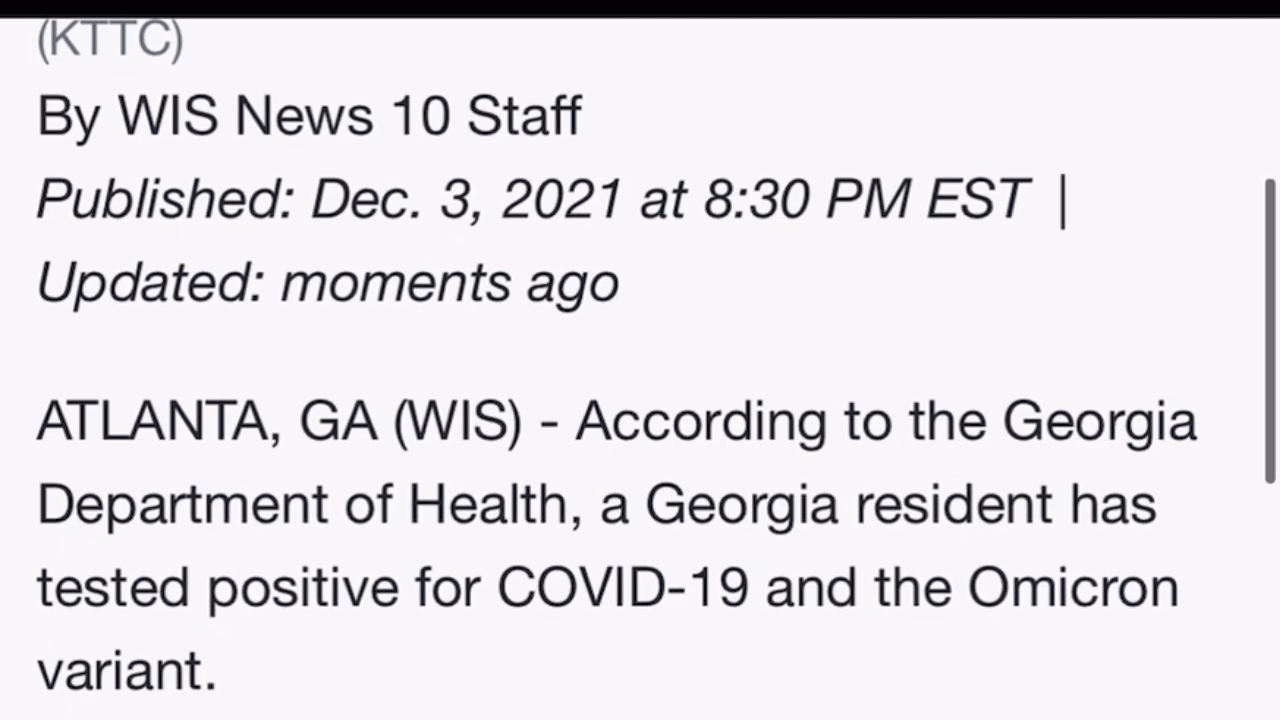 (KTTC)
By WIS News 10 Staff
Published: Dec. 3, 2021 at 8:30 PM EST |
Updated: moments ago
ATLANTA, GA (WIS) - According to the Georgia
Department of Health, a Georgia resident has
tested positive for COVID-19 and the Omicron
variant.